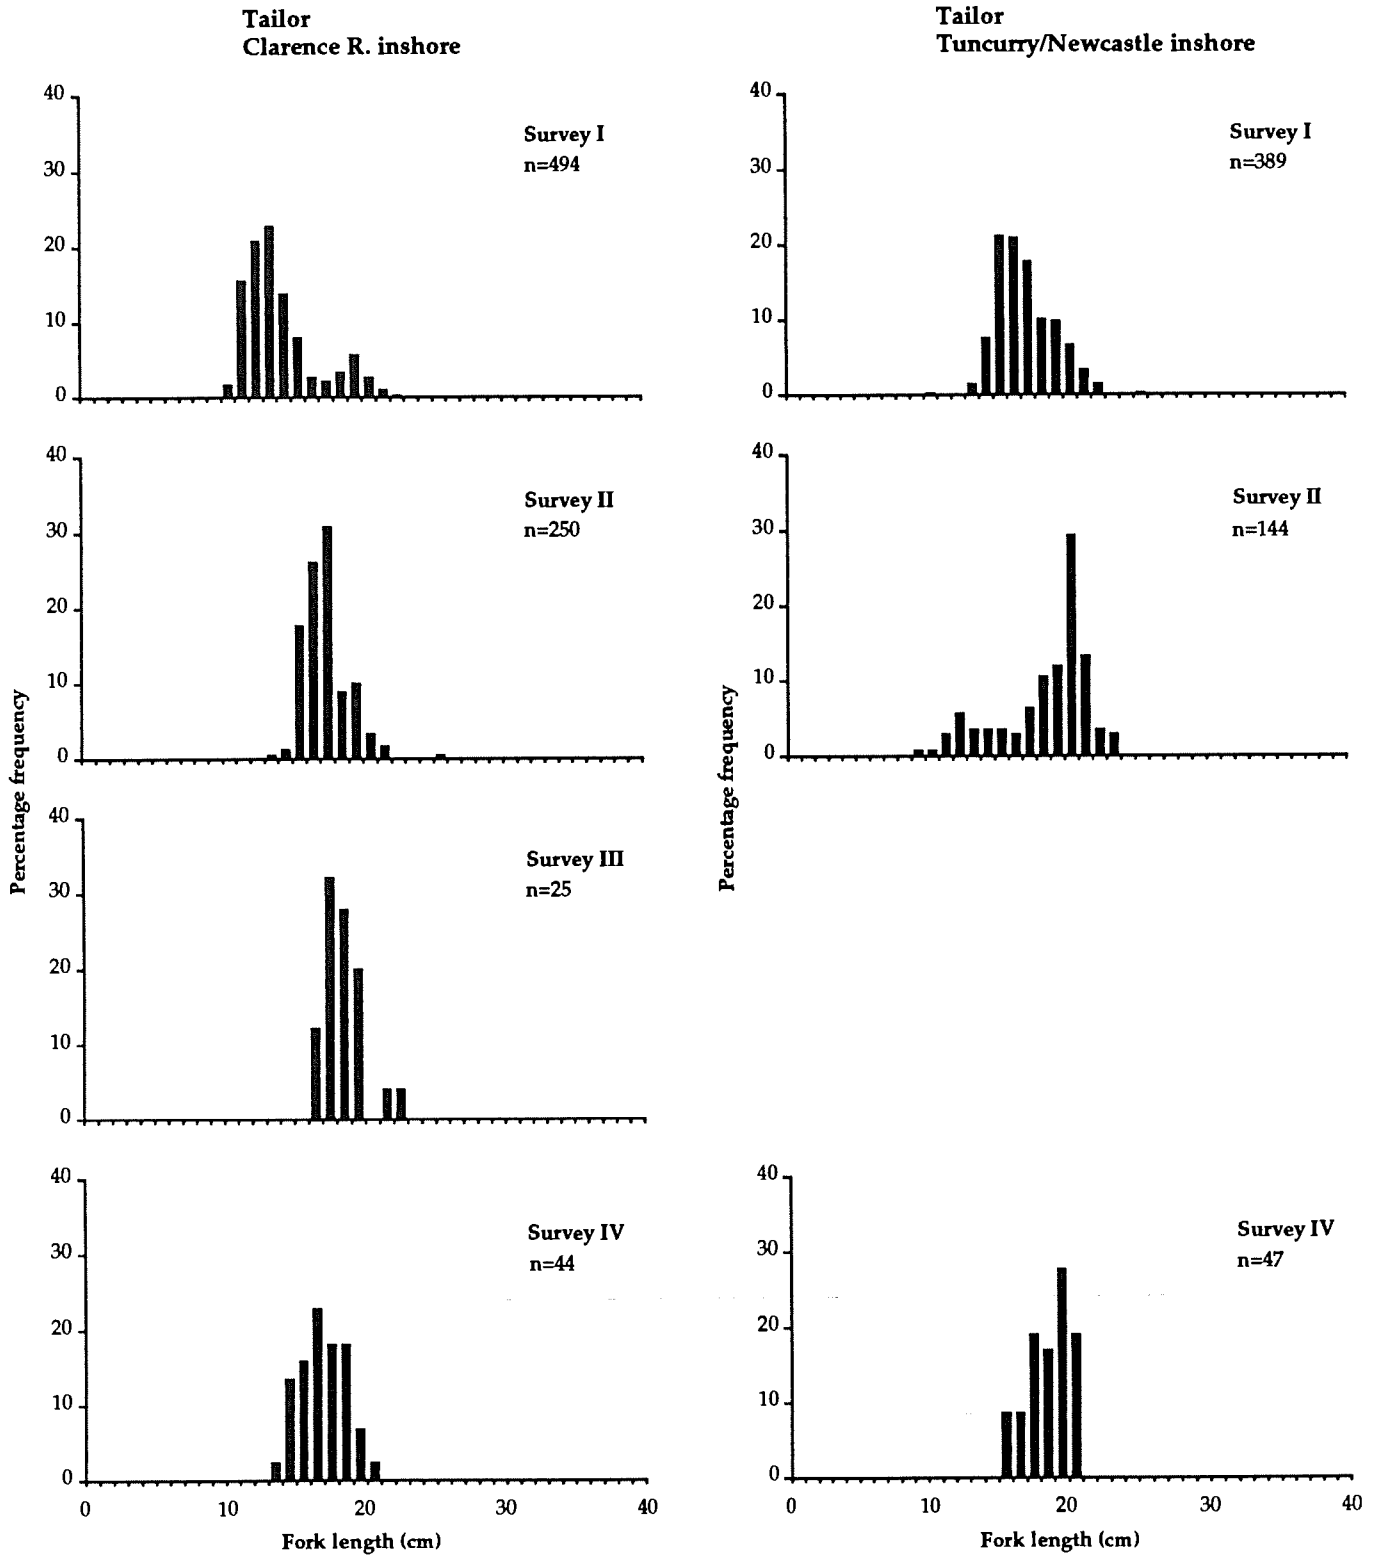 Tailor
Clarence R. inshore
40
30
20
10
0
Survey I
n=494
40
30
20
10
0
Survey II
n=250
40
30
20
10
0
Survey III
n=25
40
30
20
10
0
Survey IV
n=44
0 10 20 30 40
Fork length (cm)
Percentage frequency
Tailor
Tuncurry/Newcastle inshore
40
30
20
10
0
Survey I
n=389
40
30
20
10
0
Survey II
n=144
40
30
20
10
0
Survey IV
n=47
0 10 20 30 40
Fork length (cm)
Percentage frequency